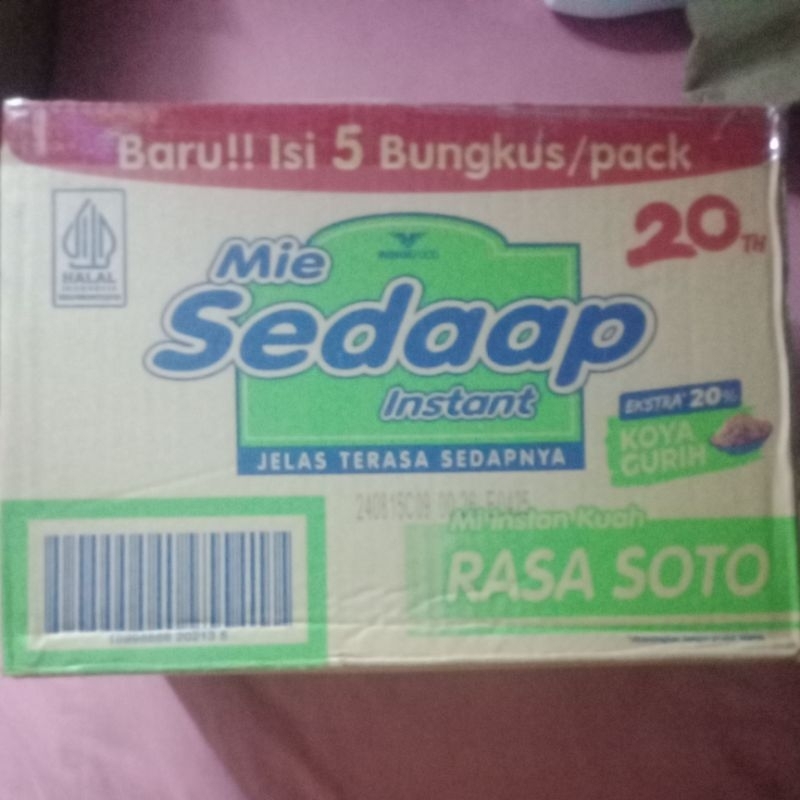 Baru!! Isi 5 Bungkus/pack
HALAL
INDONESIA
20TH
Mie
Sedaap
Instant
JELAS TERASA SEDAPNYA
EKSTRA* 20%
KOYA
GURIH
Mi Instan Kuah
RASA SOTO